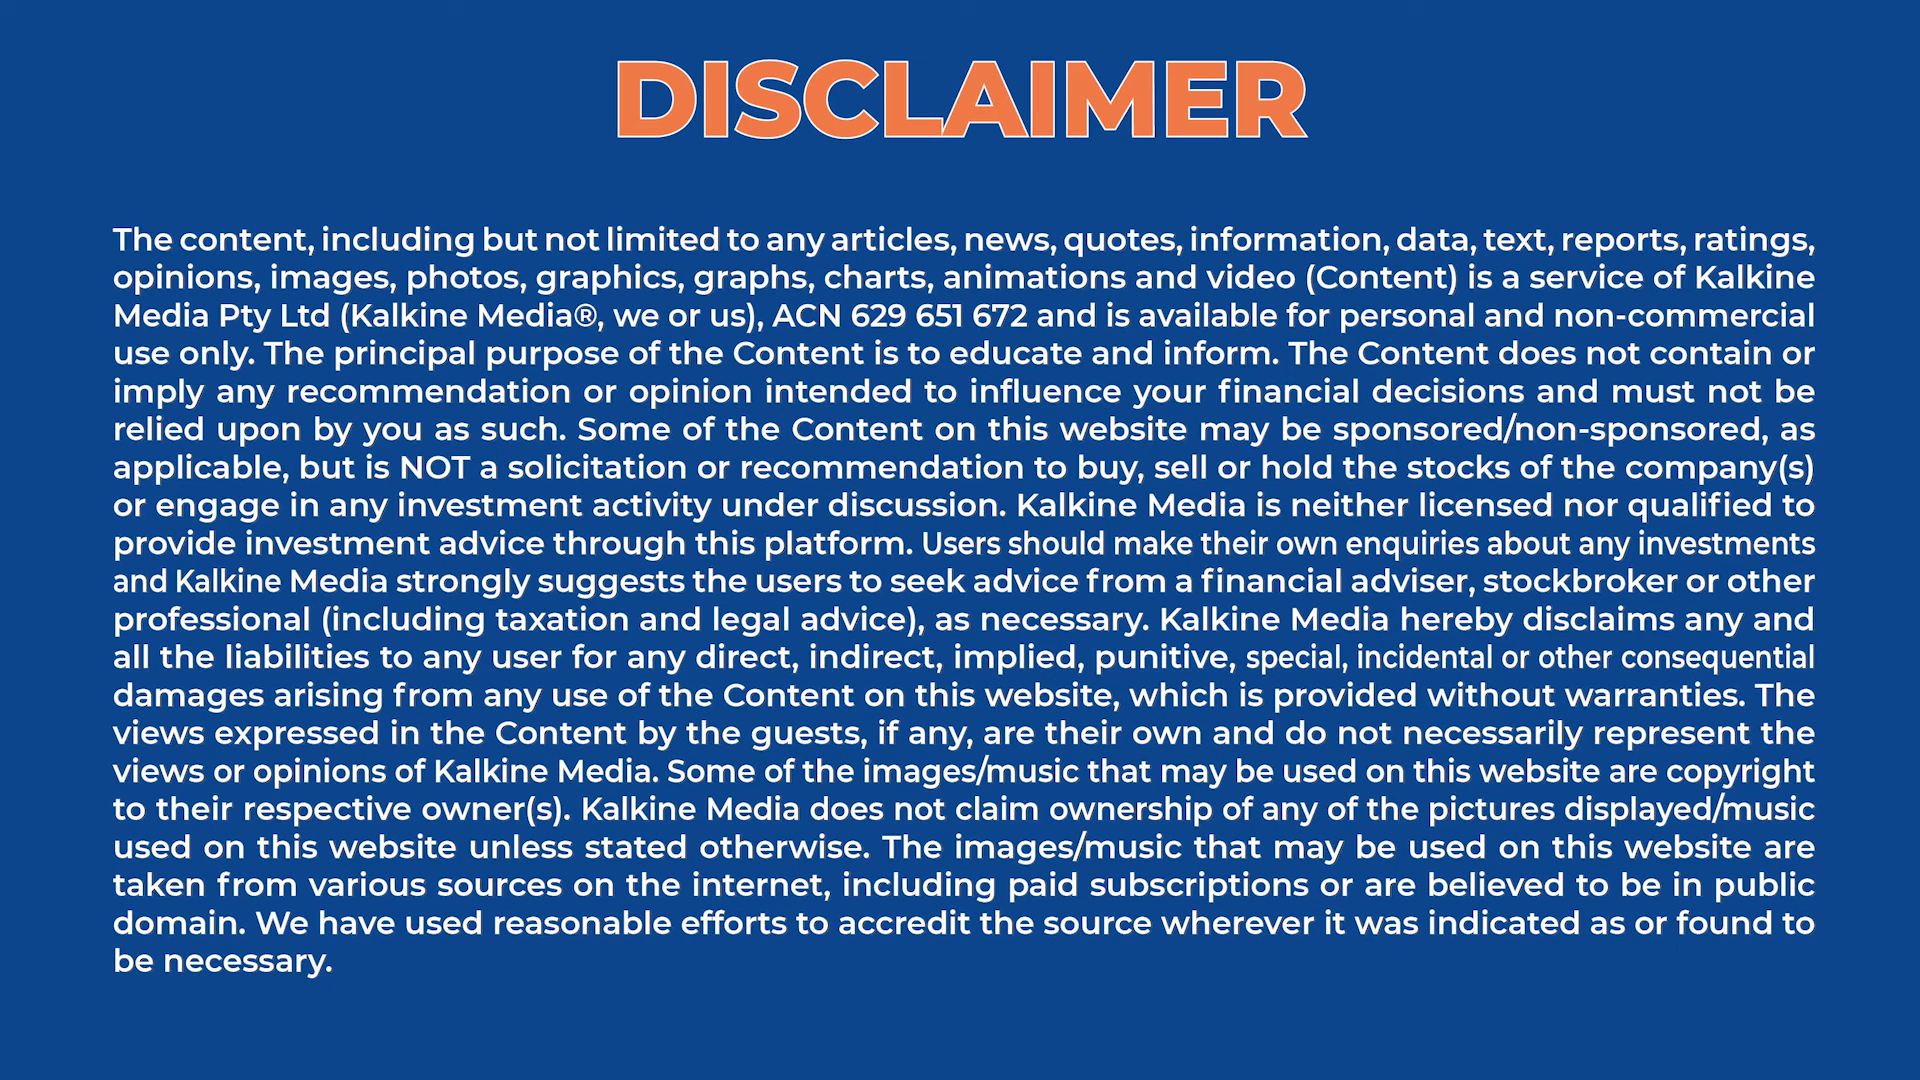 DISCLAIMER
The content, including but not limited to any articles, news, quotes, information, data, text, reports, ratings,
opinions, images, photos, graphics, graphs, charts, animations and video (Content) is a service of Kalkine
Media Pty Ltd (Kalkine Media®, we or us), ACN 629 651 672 and is available for personal and non-commercial
use only. The principal purpose of the Content is to educate and inform. The Content does not contain or
imply any recommendation or opinion intended to influence your financial decisions and must not be
relied upon by you as such. Some of the Content on this website may be sponsored/non-sponsored, as
applicable, but is NOT a solicitation or recommendation to buy, sell or hold the stocks of the company(s)
or engage in any investment activity under discussion. Kalkine Media is neither licensed nor qualified to
provide investment advice through this platform. Users should make their own enquiries about any investments
and Kalkine Media strongly suggests the users to seek advice from a financial adviser, stockbroker or other
professional (including taxation and legal advice), as necessary. Kalkine Media hereby disclaims any and
all the liabilities to any user for any direct, indirect, implied, punitive, special, incidental or other consequential
damages arising from any use of the Content on this website, which is provided without warranties. The
views expressed in the Content by the guests, if any, are their own and do not necessarily represent the
views or opinions of Kalkine Media. Some of the images/music that may be used on this website are copyright
to their respective owner(s). Kalkine Media does not claim ownership of any of the pictures displayed/music
used on this website unless stated otherwise. The images/music that may be used on this website are
taken from various sources on the internet, including paid subscriptions or are believed to be in public
domain. We have used reasonable efforts to accredit the source wherever it was indicated as or found to
be necessary.